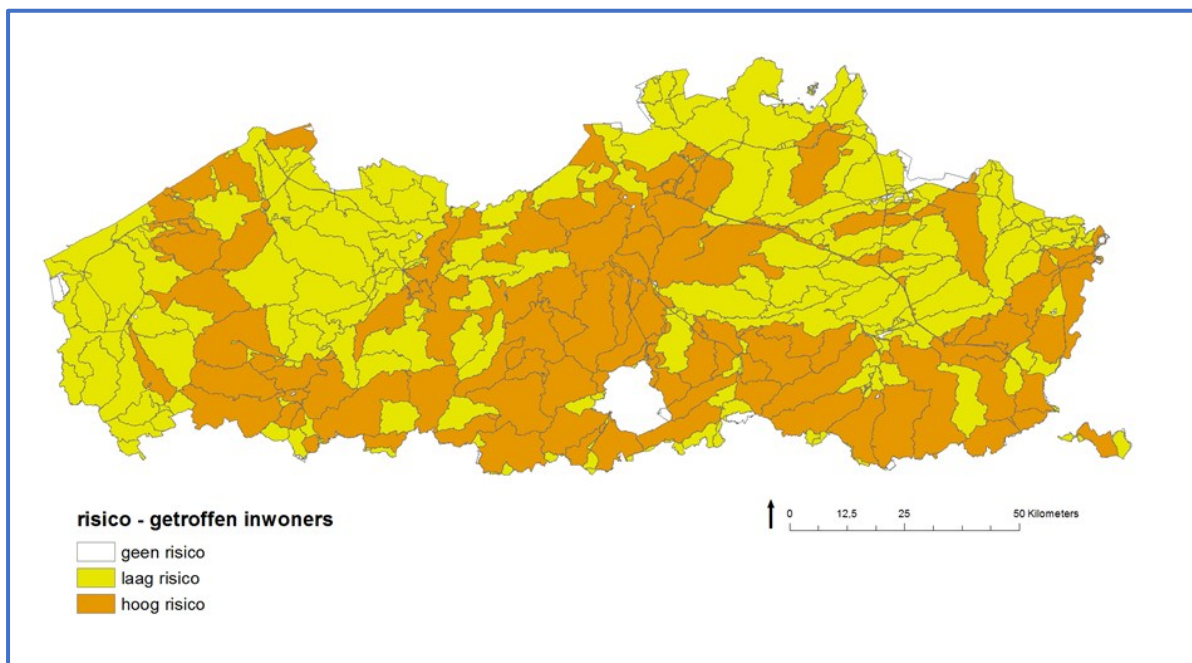 risico - getroffen inwoners
geen risico
laag risico
hoog risico
0 12,5 25 50 Kilometers